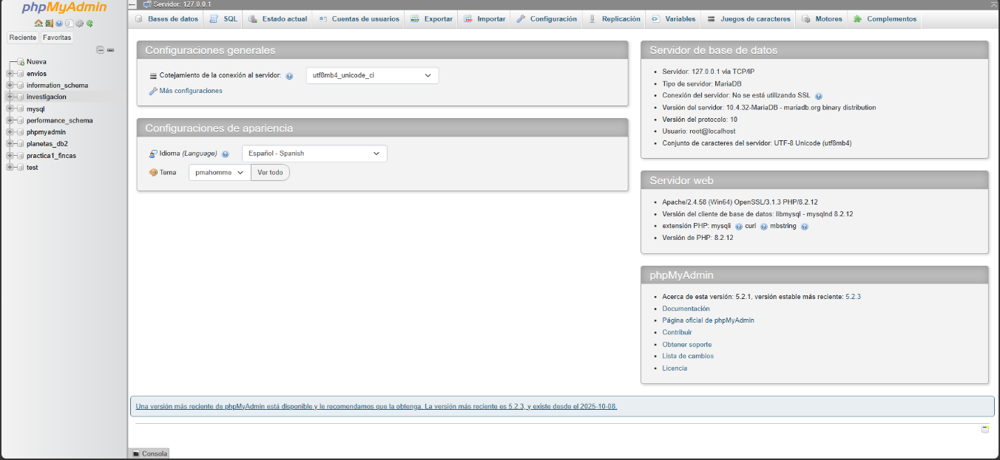 phpMyAdmin
Reciente
Favoritas
Nueva
envios
information_schema
investigacion
mysql
performance_schema
phpmyadmin
planetas_db2
practica1_fincas
test
Servidor: 127.0.0.1
Bases de datos
SQL
Estado actual
Cuentas de usuarios
Exportar
Importar
Configuración
Replicación
Variables
Juegos de caracteres
Motores
Complementos
Configuraciones generales
Cotejamiento de la conexión al servidor:
utf8mb4_unicode_ci
Más configuraciones
Configuraciones de apariencia
Idioma (Language)
Español - Spanish
Tema
pmahomme
Ver todo
Servidor de base de datos
Servidor: 127.0.0.1 via TCP/IP
Tipo de servidor: MariaDB
Conexión del servidor: No se está utilizando SSL
Versión del servidor: 10.4.32-MariaDB - mariadb.org binary distribution
Versión del protocolo: 10
Usuario: root@localhost
Conjunto de caracteres del servidor: UTF-8 Unicode (utf8mb4)
Servidor web
Apache/2.4.58 (Win64) OpenSSL/3.1.3 PHP/8.2.12
Versión del cliente de base de datos: libmysql - mysqlnd 8.2.12
extensión PHP: mysqli curl mbstring
Versión de PHP: 8.2.12
phpMyAdmin
Acerca de esta versión: 5.2.1, versión estable más reciente: 5.2.3
Documentación
Página oficial de phpMyAdmin
Contribuir
Obtener soporte
Lista de cambios
Licencia
Una versión más reciente de phpMyAdmin está disponible y le recomendamos que la obtenga. La versión más reciente es 5.2.3, y existe desde el 2025-10-08.
Consola